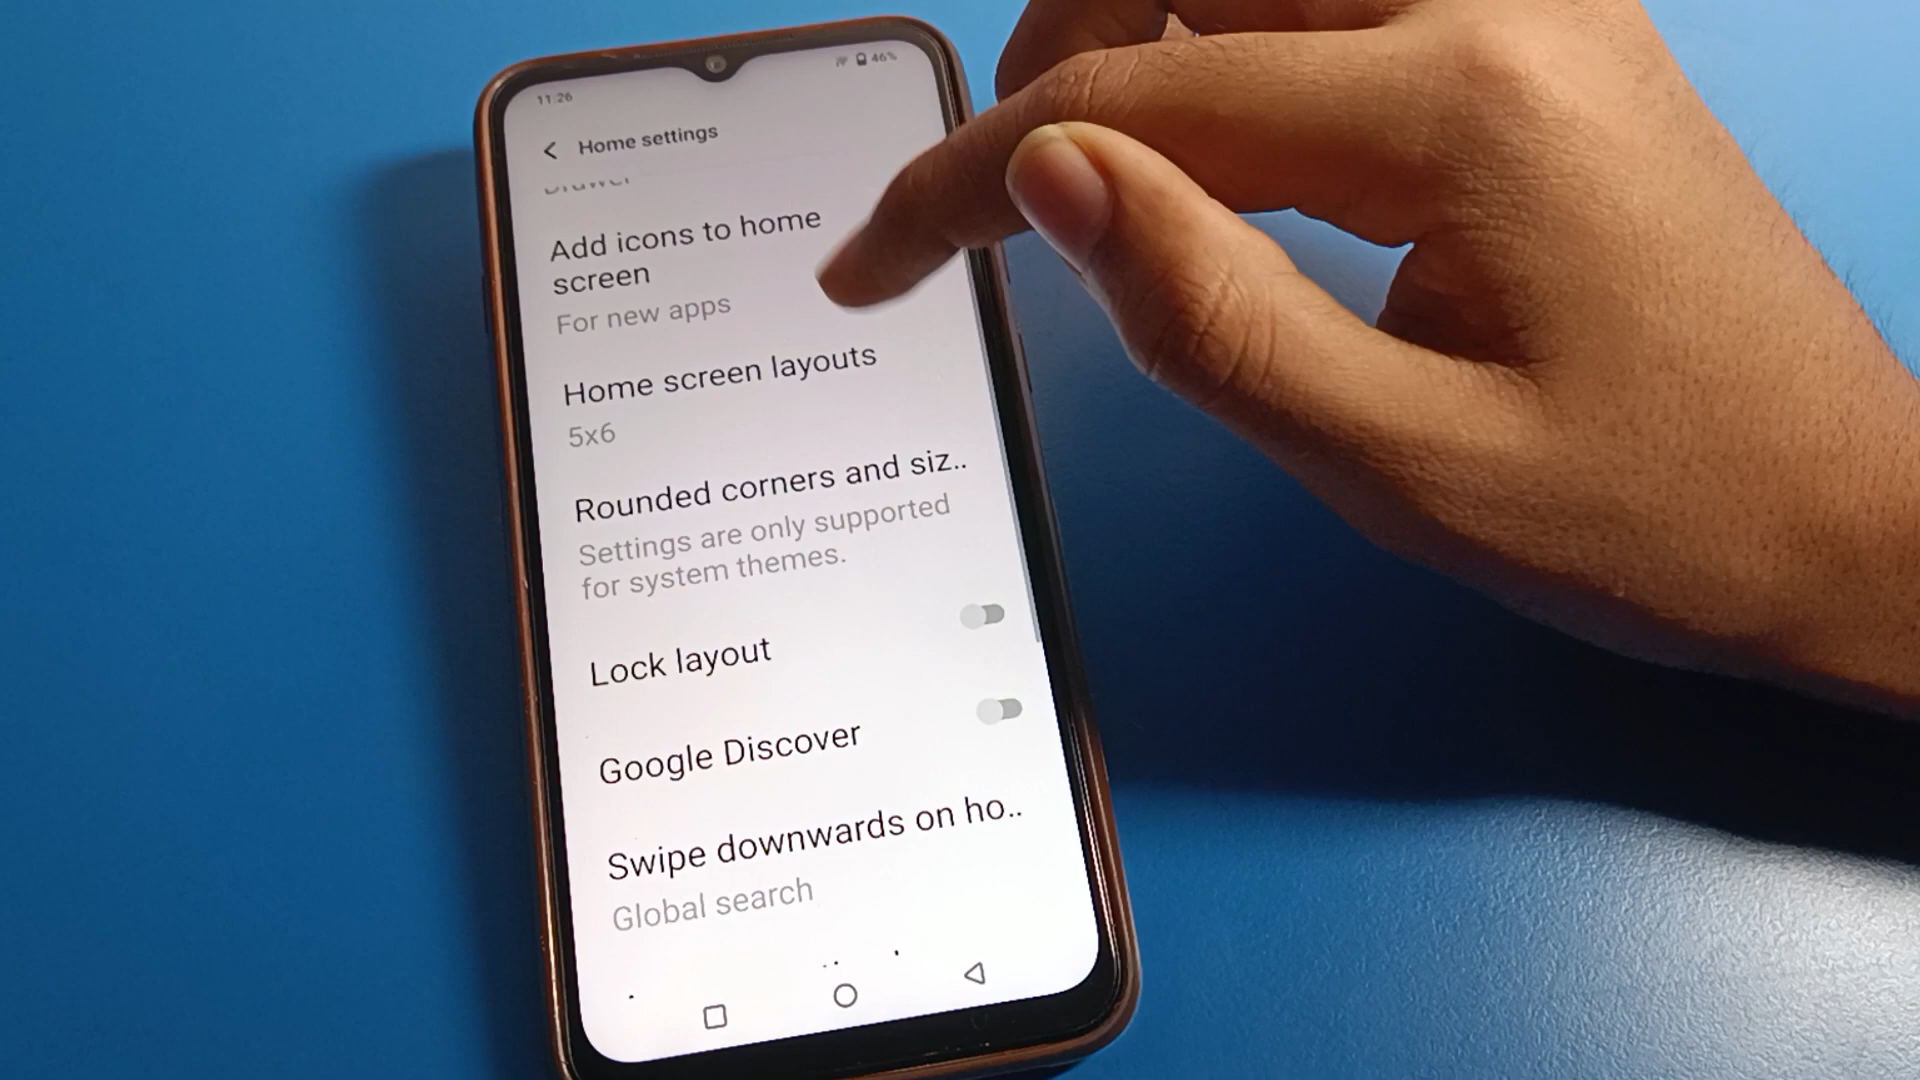 11:26
46%
Home settings
Add icons to home
screen
For new apps
Home screen layouts
5x6
Rounded corners and siz..
Settings are only supported
for system themes.
Lock layout
Google Discover
Swipe downwards on ho..
Global search